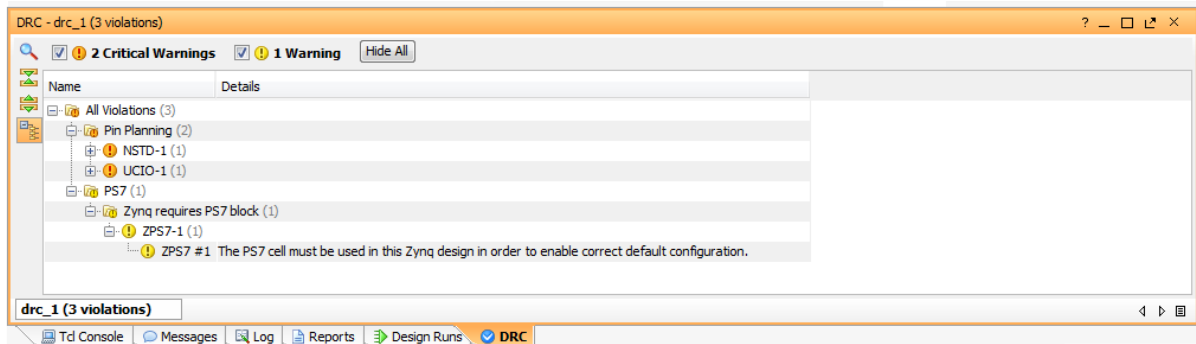 DRC - drc_1 (3 violations)
?
2 Critical Warnings 1 Warning Hide All
Name Details
All Violations (3)
Pin Planning (2)
NSTD-1 (1)
UCIO-1 (1)
PS7 (1)
Zynq requires PS7 block (1)
ZPS7-1 (1)
ZPS7 #1 The PS7 cell must be used in this Zynq design in order to enable correct default configuration.
drc_1 (3 violations)
Tcl Console Messages Log Reports Design Runs DRC